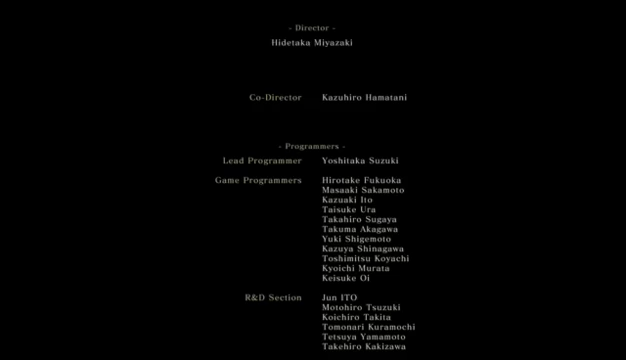 - Director -
Hidetaka Miyazaki
Co-Director Kazuhiro Hamatani
- Programmers -
Lead Programmer Yoshitaka Suzuki
Game Programmers Hirotake Fukuoka
Masaaki Sakamoto
Kazuaki Ito
Taisuke Ura
Takahiro Sugaya
Takuma Akagawa
Yuki Shigemoto
Kazuya Shinagawa
Toshimitsu Koyachi
Kyoichi Murata
Keisuke Oi
R&D Section Jun ITO
Motohiro Tsuzuki
Koichiro Takita
Tomonari Kuramochi
Tetsuya Yamamoto
Takehiro Kakizawa